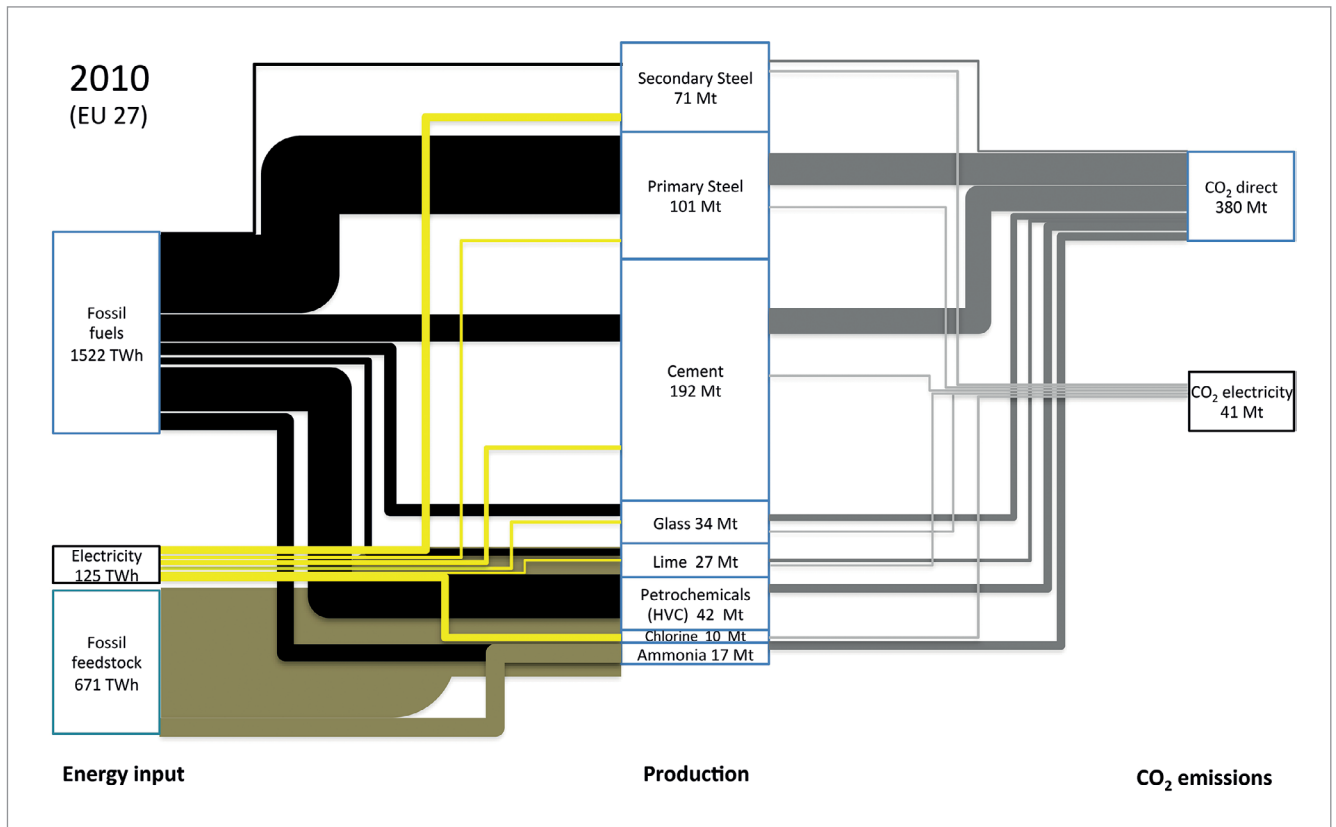 2010
(EU 27)
Secondary Steel
71 Mt
Primary Steel
101 Mt
Cement
192 Mt
Glass 34 Mt
Lime 27 Mt
Petrochemicals
(HVC) 42 Mt
Chlorine 10 Mt
Ammonia 17 Mt
Fossil
fuels
1522 TWh
Electricity
125 TWh
Fossil
feedstock
671 TWh
CO₂ direct
380 Mt
CO₂ electricity
41 Mt
Energy input
Production
CO₂ emissions